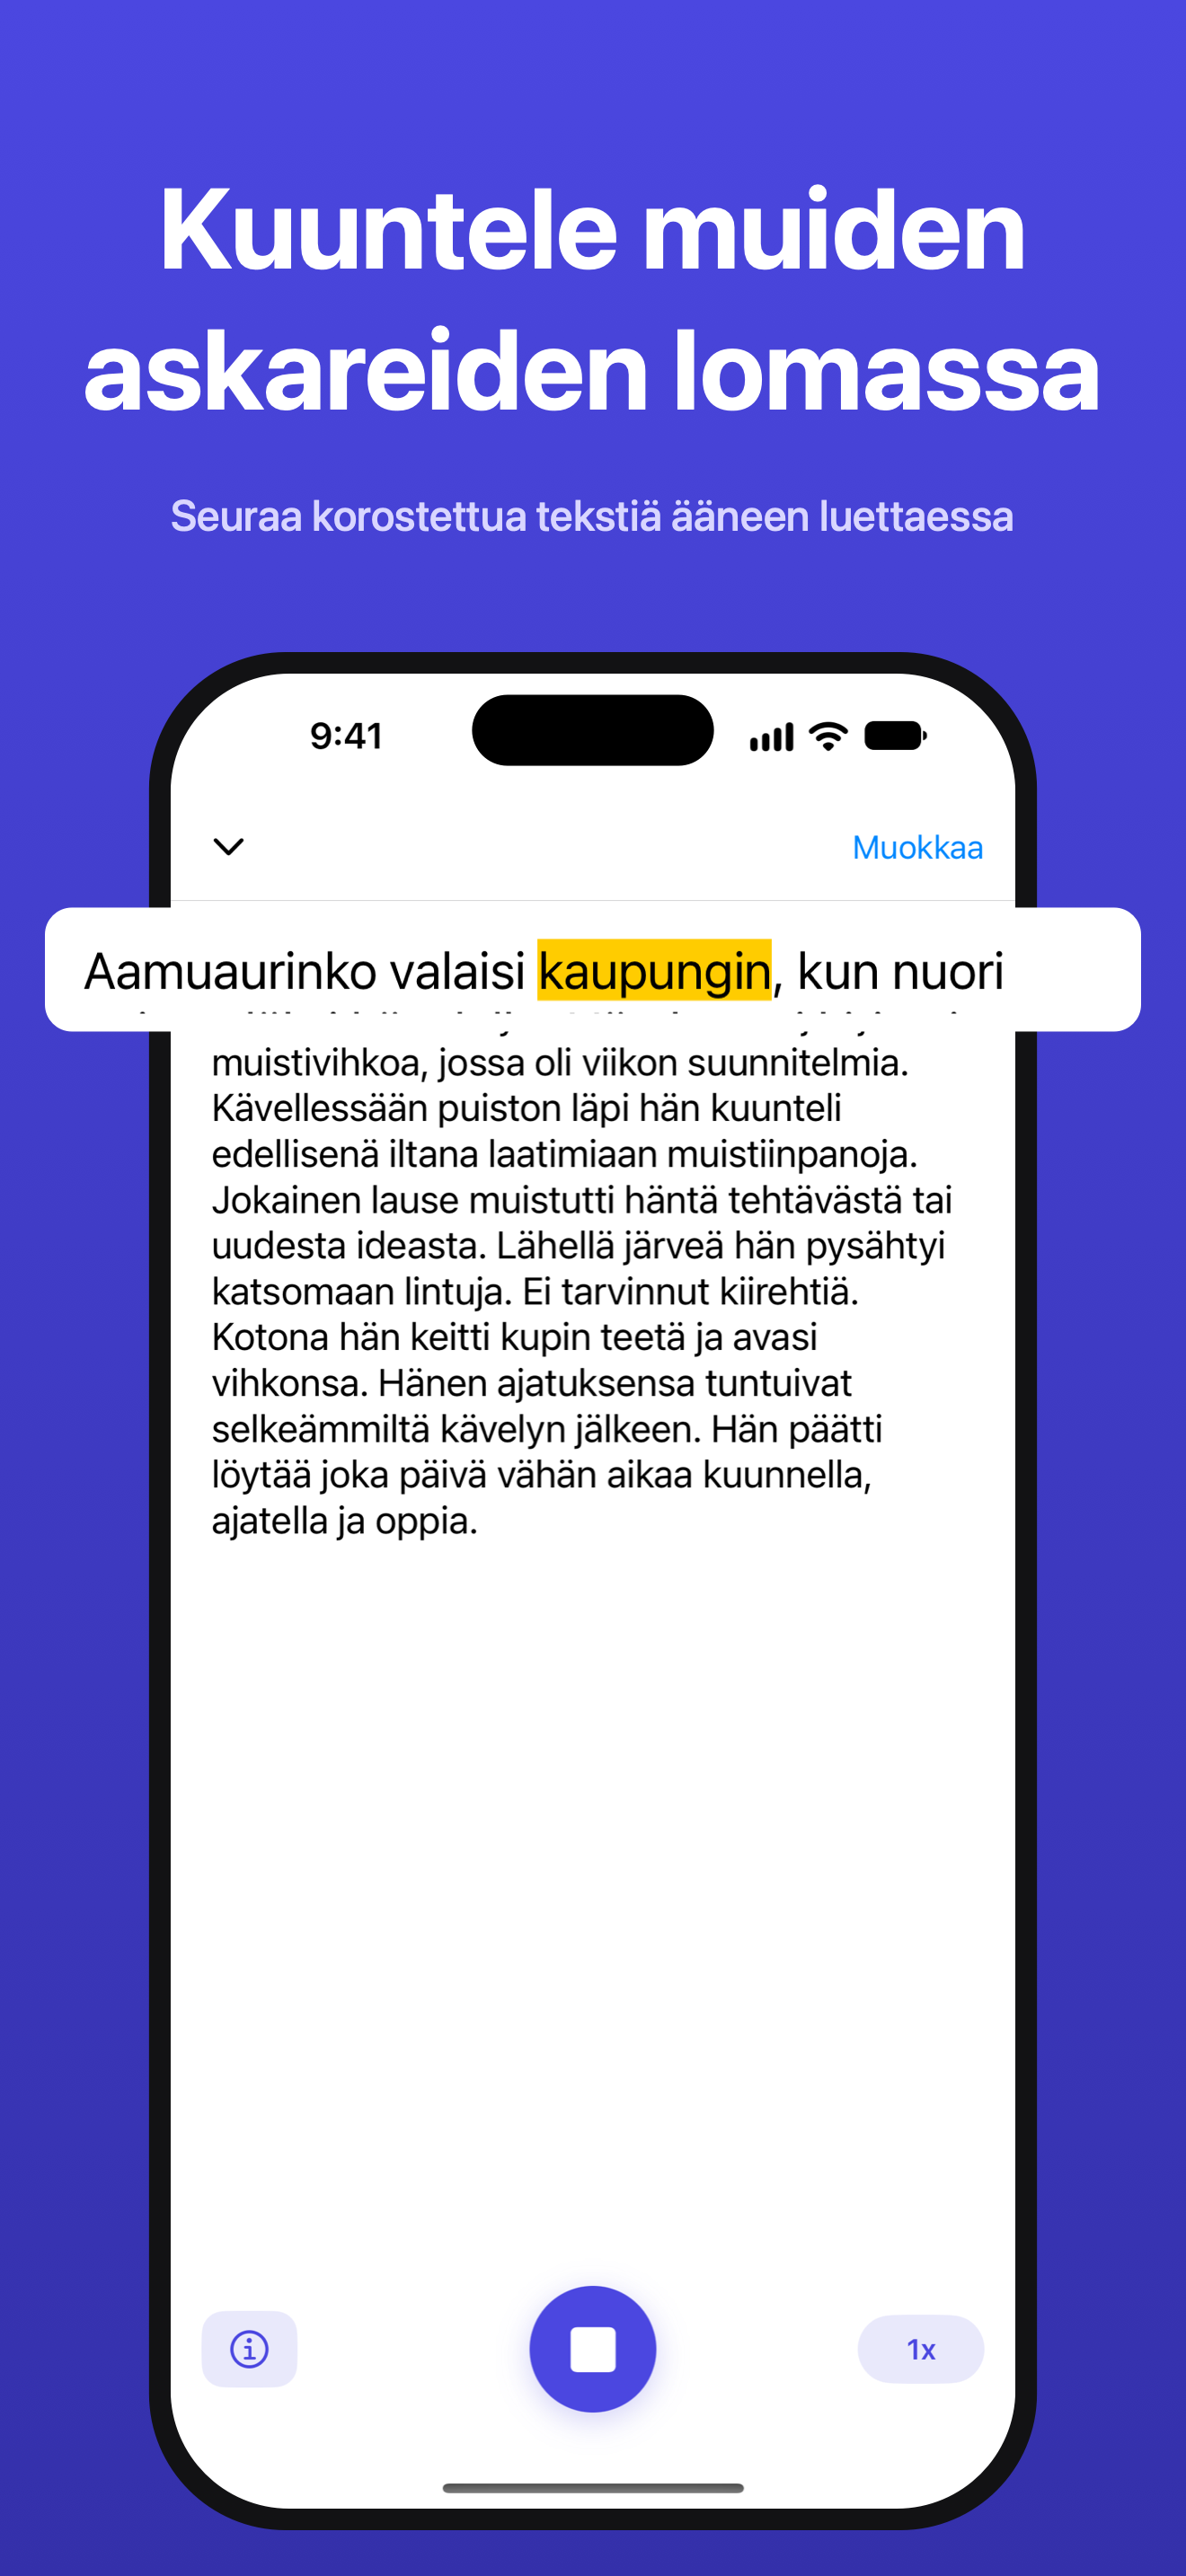 Kuuntele muiden
askareiden lomassa
Seuraa korostettua tekstiä ääneen luettaessa
9:41
Muokkaa
Aamuaurinko valaisi kaupungin, kun nuori
muistivihkoa, jossa oli viikon suunnitelmia.
Kävellessään puiston läpi hän kuunteli
edellisenä iltana laatimiaan muistiinpanoja.
Jokainen lause muistutti häntä tehtävästä tai
uudesta ideasta. Lähellä järveä hän pysähtyi
katsomaan lintuja. Ei tarvinnut kiirehtiä.
Kotona hän keitti kupin teetä ja avasi
vihkonsa. Hänen ajatuksensa tuntuivat
selkeämmiltä kävelyn jälkeen. Hän päätti
löytää joka päivä vähän aikaa kuunnella,
ajatella ja oppia.
1x